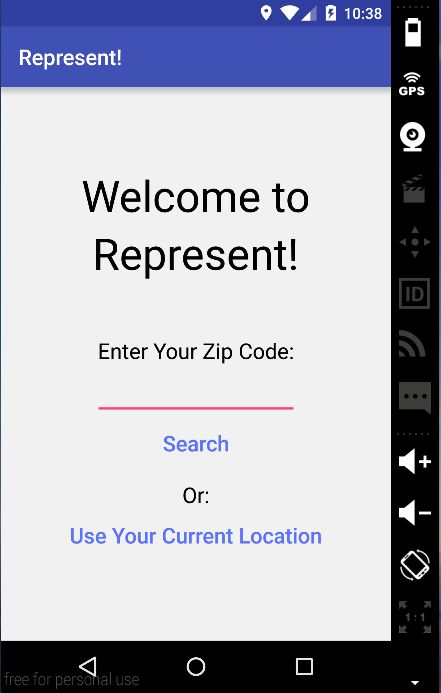 10:38
Represent!
GPS
Welcome to
Represent!
ID
Enter Your Zip Code:
Search
Or:
Use Your Current Location
1:1
free for personal use